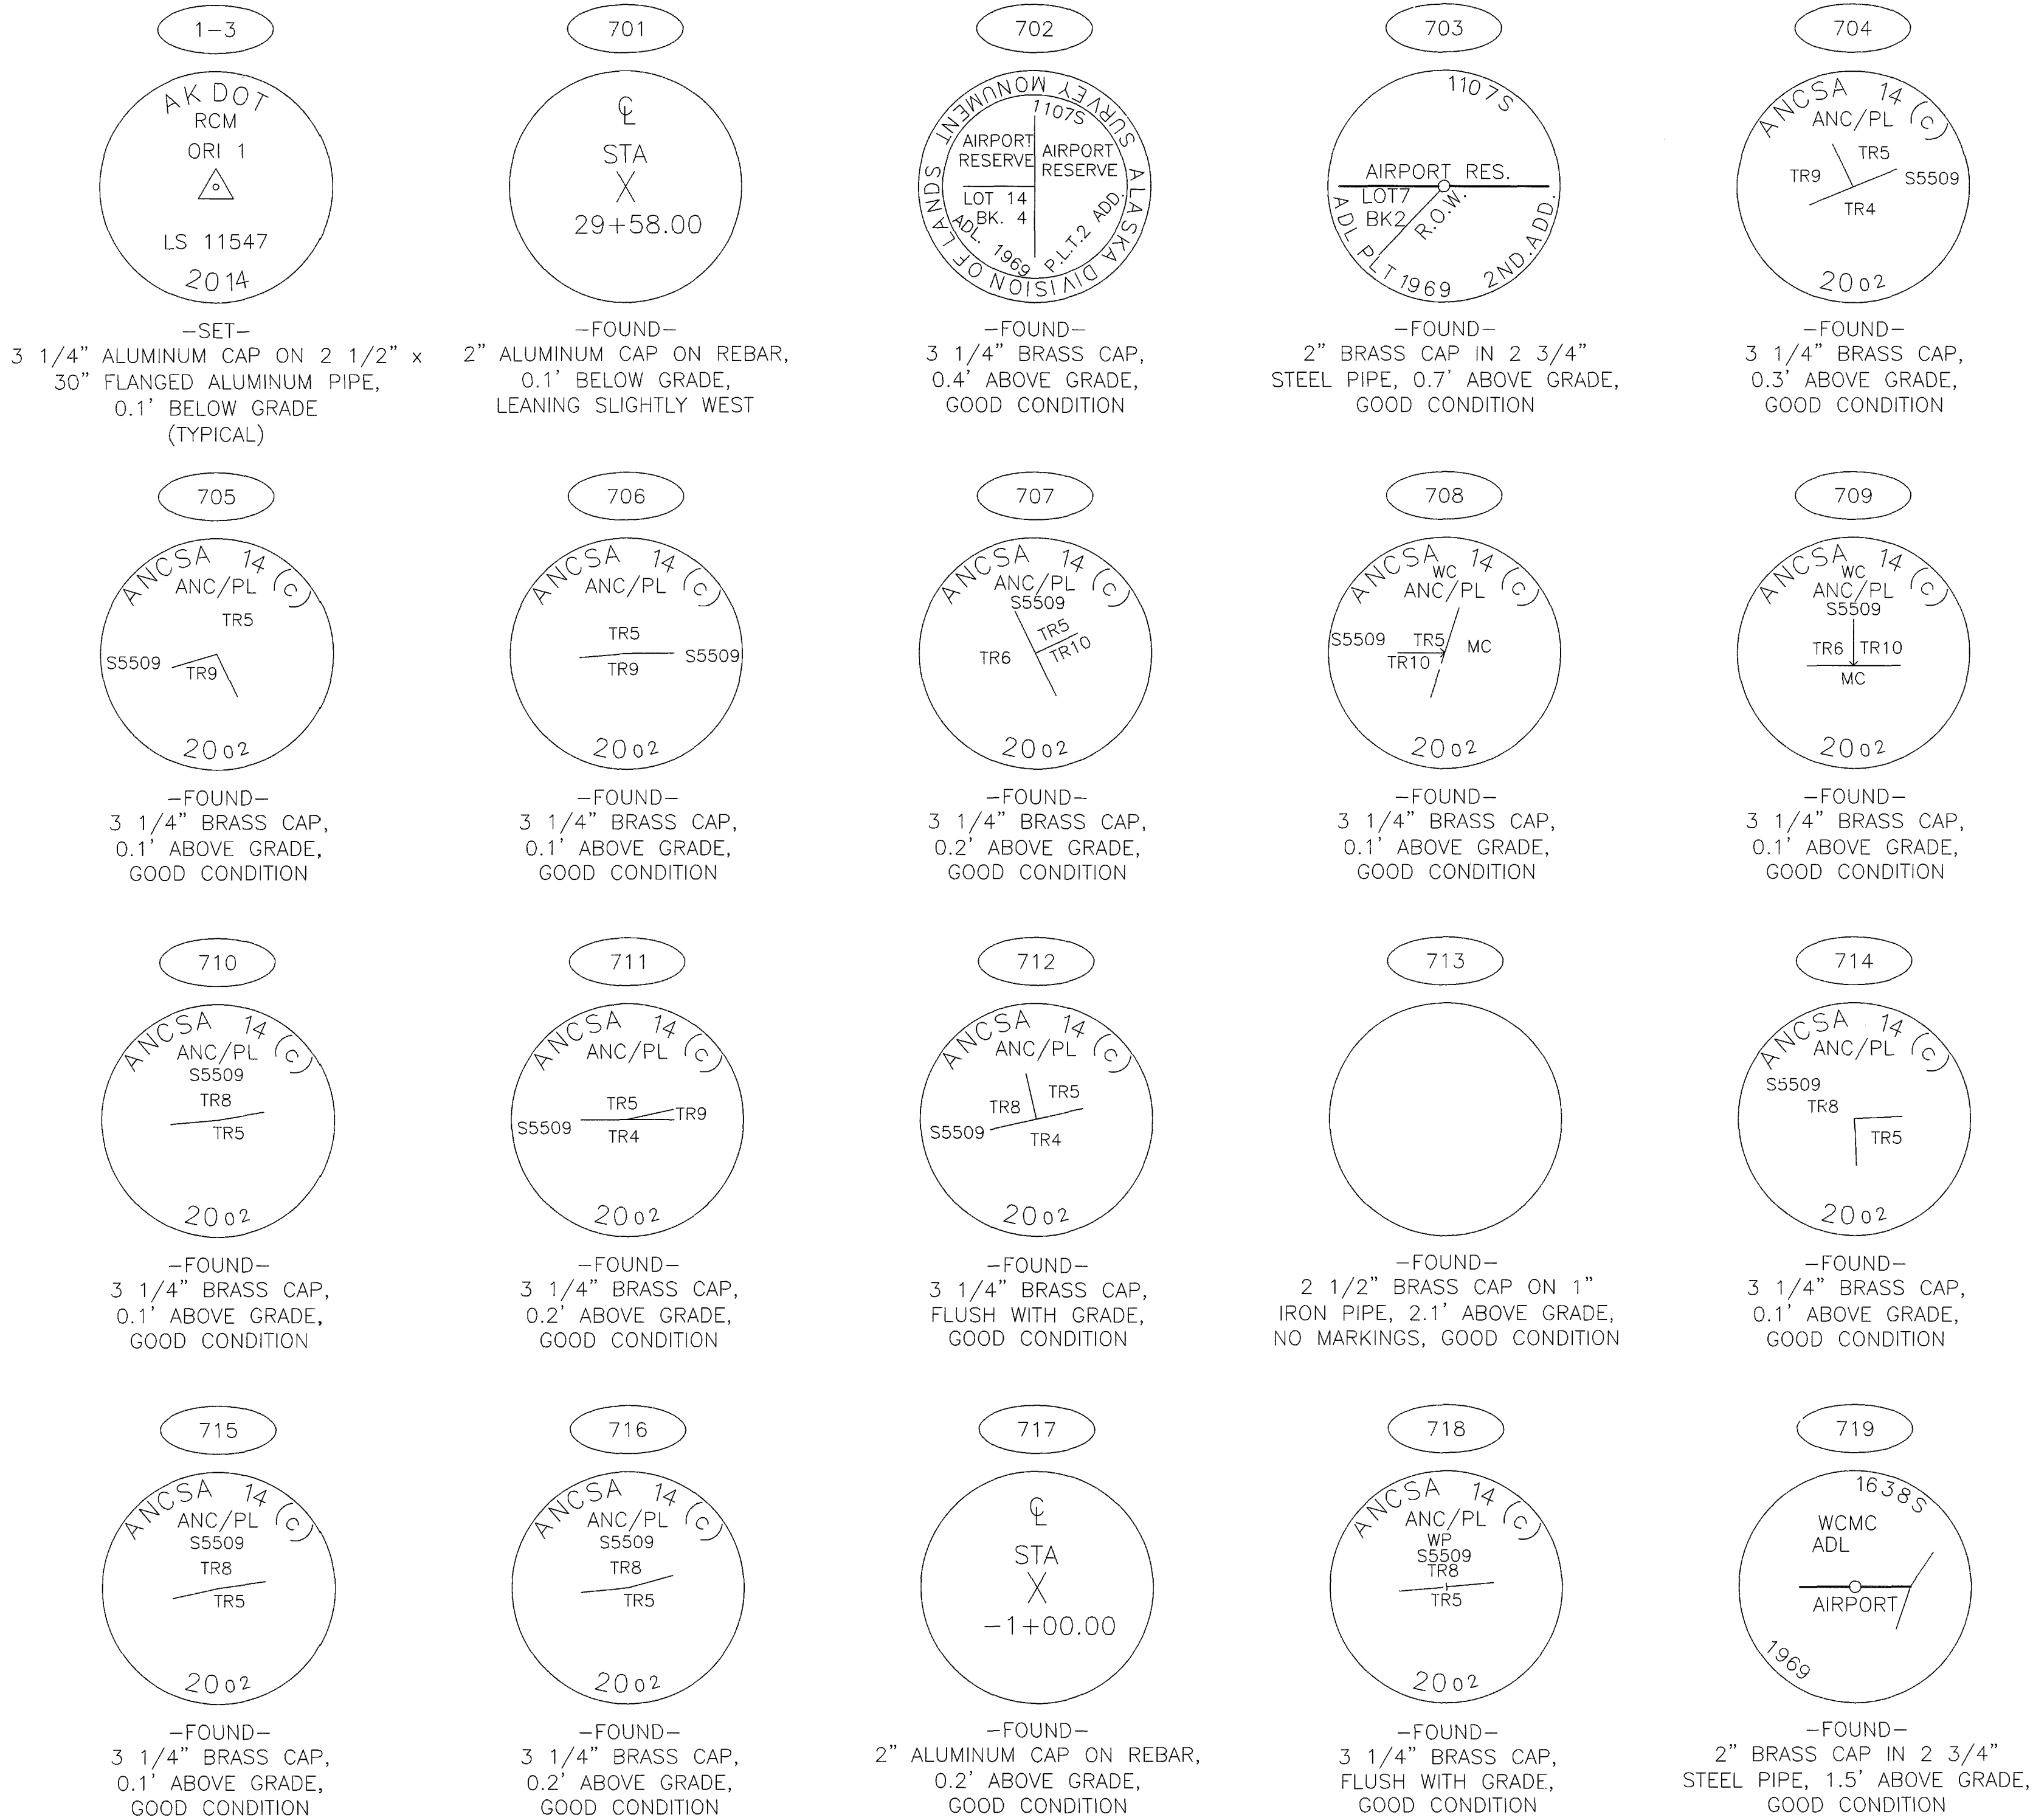 1-3
AK DOT
RCM
ORI 1
LS 11547
2014
-SET-
3 1/4" ALUMINUM CAP ON 2 1/2" x
30" FLANGED ALUMINUM PIPE,
0.1' BELOW GRADE
(TYPICAL)
701
℄
STA
X
29+58.00
-FOUND-
2" ALUMINUM CAP ON REBAR,
0.1' BELOW GRADE,
LEANING SLIGHTLY WEST
702
ALASKA DIVISION OF LANDS
SURVEY MONUMENT
1107S
AIRPORT
RESERVE
AIRPORT
RESERVE
LOT 14
BK. 4
ADL. 1969 P.L.T.2 ADD.
-FOUND-
3 1/4" BRASS CAP,
0.4' ABOVE GRADE,
GOOD CONDITION
703
1107S
AIRPORT RES.
LOT7
BK2
R.O.W.
ADL PLT 1969 2ND.ADD.
-FOUND-
2" BRASS CAP IN 2 3/4"
STEEL PIPE, 0.7' ABOVE GRADE,
GOOD CONDITION
704
ANCSA 14 (c)
ANC/PL
TR5
TR9
S5509
TR4
2002
-FOUND-
3 1/4" BRASS CAP,
0.3' ABOVE GRADE,
GOOD CONDITION
705
ANCSA 14 (c)
ANC/PL
TR5
S5509
TR9
2002
-FOUND-
3 1/4" BRASS CAP,
0.1' ABOVE GRADE,
GOOD CONDITION
706
ANCSA 14 (c)
ANC/PL
TR5
S5509
TR9
2002
-FOUND-
3 1/4" BRASS CAP,
0.1' ABOVE GRADE,
GOOD CONDITION
707
ANCSA 14 (c)
ANC/PL
S5509
TR5
TR10
TR6
2002
-FOUND-
3 1/4" BRASS CAP,
0.2' ABOVE GRADE,
GOOD CONDITION
708
ANCSA 14 (c)
WC
ANC/PL
S5509 TR5 MC
TR10
2002
-FOUND-
3 1/4" BRASS CAP,
0.1' ABOVE GRADE,
GOOD CONDITION
709
ANCSA 14 (c)
WC
ANC/PL
S5509
TR6 TR10
MC
2002
-FOUND-
3 1/4" BRASS CAP,
0.1' ABOVE GRADE,
GOOD CONDITION
710
ANCSA 14 (c)
ANC/PL
S5509
TR8
TR5
2002
-FOUND-
3 1/4" BRASS CAP,
0.1' ABOVE GRADE,
GOOD CONDITION
711
ANCSA 14 (c)
ANC/PL
TR5
TR9
S5509
TR4
2002
-FOUND-
3 1/4" BRASS CAP,
0.2' ABOVE GRADE,
GOOD CONDITION
712
ANCSA 14 (c)
ANC/PL
TR5
TR8
S5509
TR4
2002
-FOUND-
3 1/4" BRASS CAP,
FLUSH WITH GRADE,
GOOD CONDITION
713
-FOUND-
2 1/2" BRASS CAP ON 1"
IRON PIPE, 2.1' ABOVE GRADE,
NO MARKINGS, GOOD CONDITION
714
ANCSA 14 (c)
ANC/PL
S5509
TR8
TR5
2002
-FOUND-
3 1/4" BRASS CAP,
0.1' ABOVE GRADE,
GOOD CONDITION
715
ANCSA 14 (c)
ANC/PL
S5509
TR8
TR5
2002
-FOUND-
3 1/4" BRASS CAP,
0.1' ABOVE GRADE,
GOOD CONDITION
716
ANCSA 14 (c)
ANC/PL
S5509
TR8
TR5
2002
-FOUND-
3 1/4" BRASS CAP,
0.2' ABOVE GRADE,
GOOD CONDITION
717
℄
STA
X
-1+00.00
-FOUND-
2" ALUMINUM CAP ON REBAR,
0.2' ABOVE GRADE,
GOOD CONDITION
718
ANCSA 14 (c)
ANC/PL
WP
S5509
TR8
TR5
2002
-FOUND-
3 1/4" BRASS CAP,
FLUSH WITH GRADE,
GOOD CONDITION
719
1638S
WCMC
ADL
AIRPORT
1969
-FOUND-
2" BRASS CAP IN 2 3/4"
STEEL PIPE, 1.5' ABOVE GRADE,
GOOD CONDITION